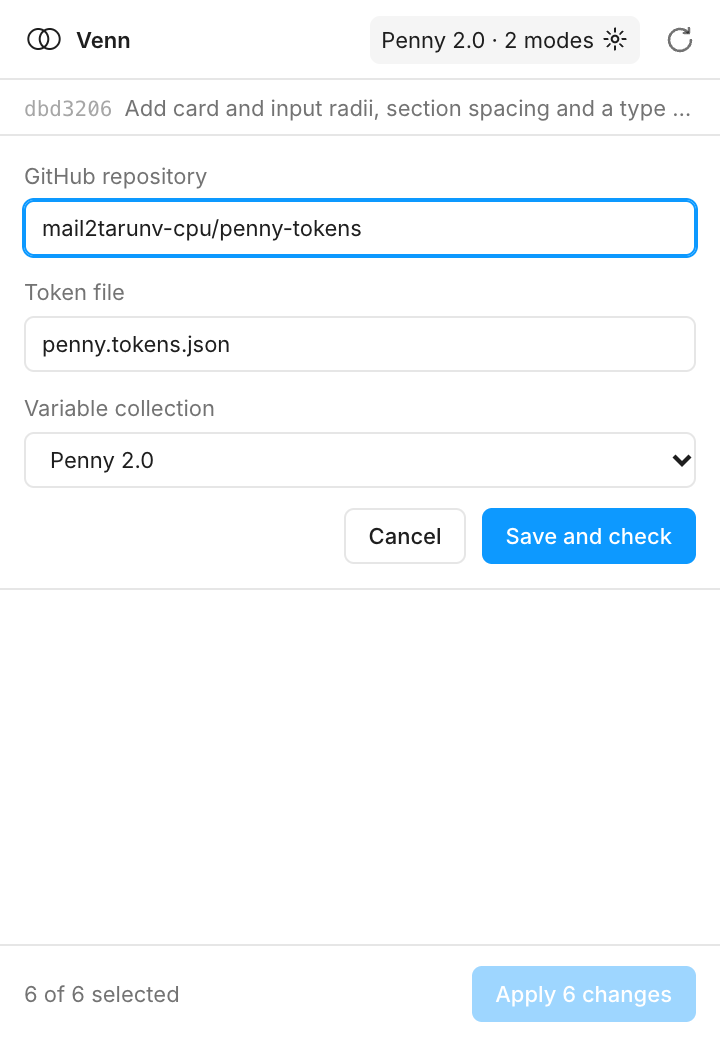 Venn
Penny 2.0 · 2 modes
dbd3206 Add card and input radii, section spacing and a type ...
GitHub repository
mail2tarunv-cpu/penny-tokens
Token file
penny.tokens.json
Variable collection
Penny 2.0
Cancel
Save and check
6 of 6 selected
Apply 6 changes